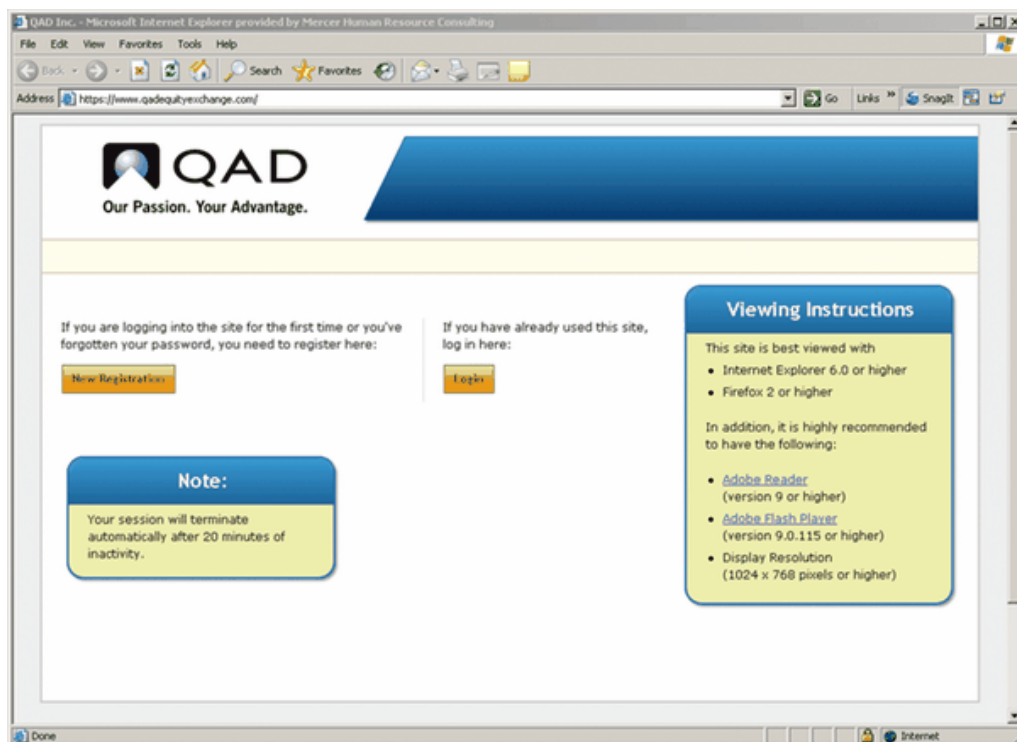 QAD Inc. - Microsoft Internet Explorer provided by Mercer Human Resource Consulting
File Edit View Favorites Tools Help
Back Search Favorites
Address https://www.qadequityexchange.com/ Go Links » SnagIt
QAD
Our Passion. Your Advantage.
If you are logging into the site for the first time or you've
forgotten your password, you need to register here:
New Registration
If you have already used this site,
log in here:
Login
Note:
Your session will terminate
automatically after 20 minutes of
inactivity.
Viewing Instructions
This site is best viewed with
• Internet Explorer 6.0 or higher
• Firefox 2 or higher
In addition, it is highly recommended
to have the following:
• Adobe Reader
(version 9 or higher)
• Adobe Flash Player
(version 9.0.115 or higher)
• Display Resolution
(1024 x 768 pixels or higher)
Done Internet